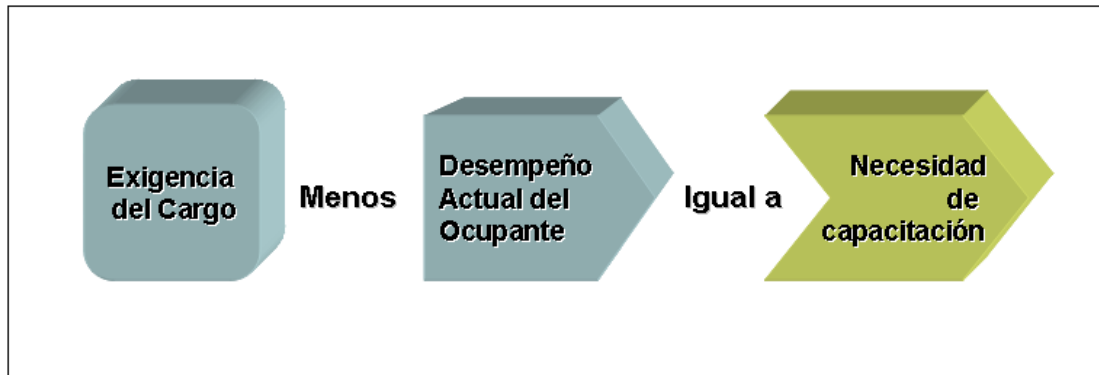 Exigencia
del Cargo
Menos
Desempeño
Actual del
Ocupante
Igual a
Necesidad
de
capacitación